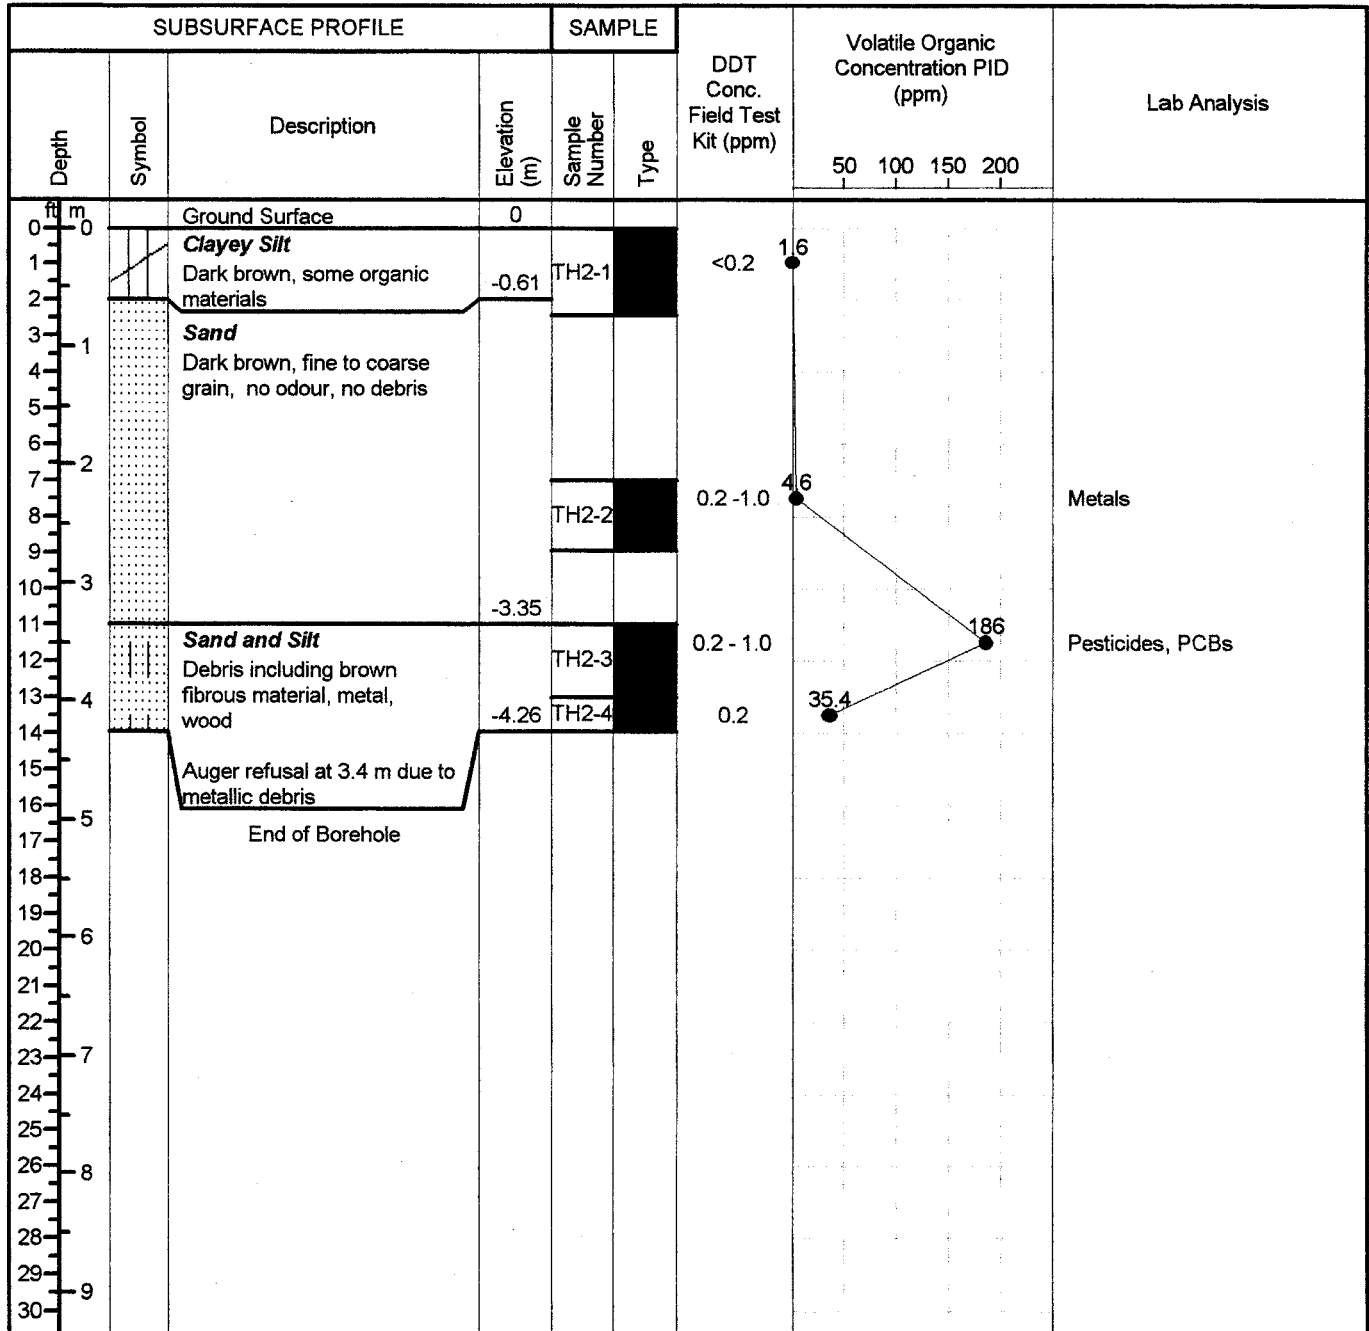 SUBSURFACE PROFILE
SAMPLE
Depth
Symbol
Description
Elevation
(m)
Sample
Number
Type
DDT
Conc.
Field Test
Kit (ppm)
Volatile Organic
Concentration PID
(ppm)
50 100 150 200
Lab Analysis
ft m
Ground Surface 0
0 0
Clayey Silt
Dark brown, some organic
materials
-0.61
TH2-1
<0.2
1.6
1
2
Sand
Dark brown, fine to coarse
grain, no odour, no debris
3
1
4
5
6
2
7
TH2-2
0.2 -1.0
4.6
Metals
8
9
3
10
-3.35
11
Sand and Silt
Debris including brown
fibrous material, metal,
wood
TH2-3
0.2 - 1.0
186
Pesticides, PCBs
12
13
4
-4.26
TH2-4
0.2
35.4
14
Auger refusal at 3.4 m due to
metallic debris
15
16
5
End of Borehole
17
18
19
6
20
21
22
23
7
24
25
26
8
27
28
29
9
30